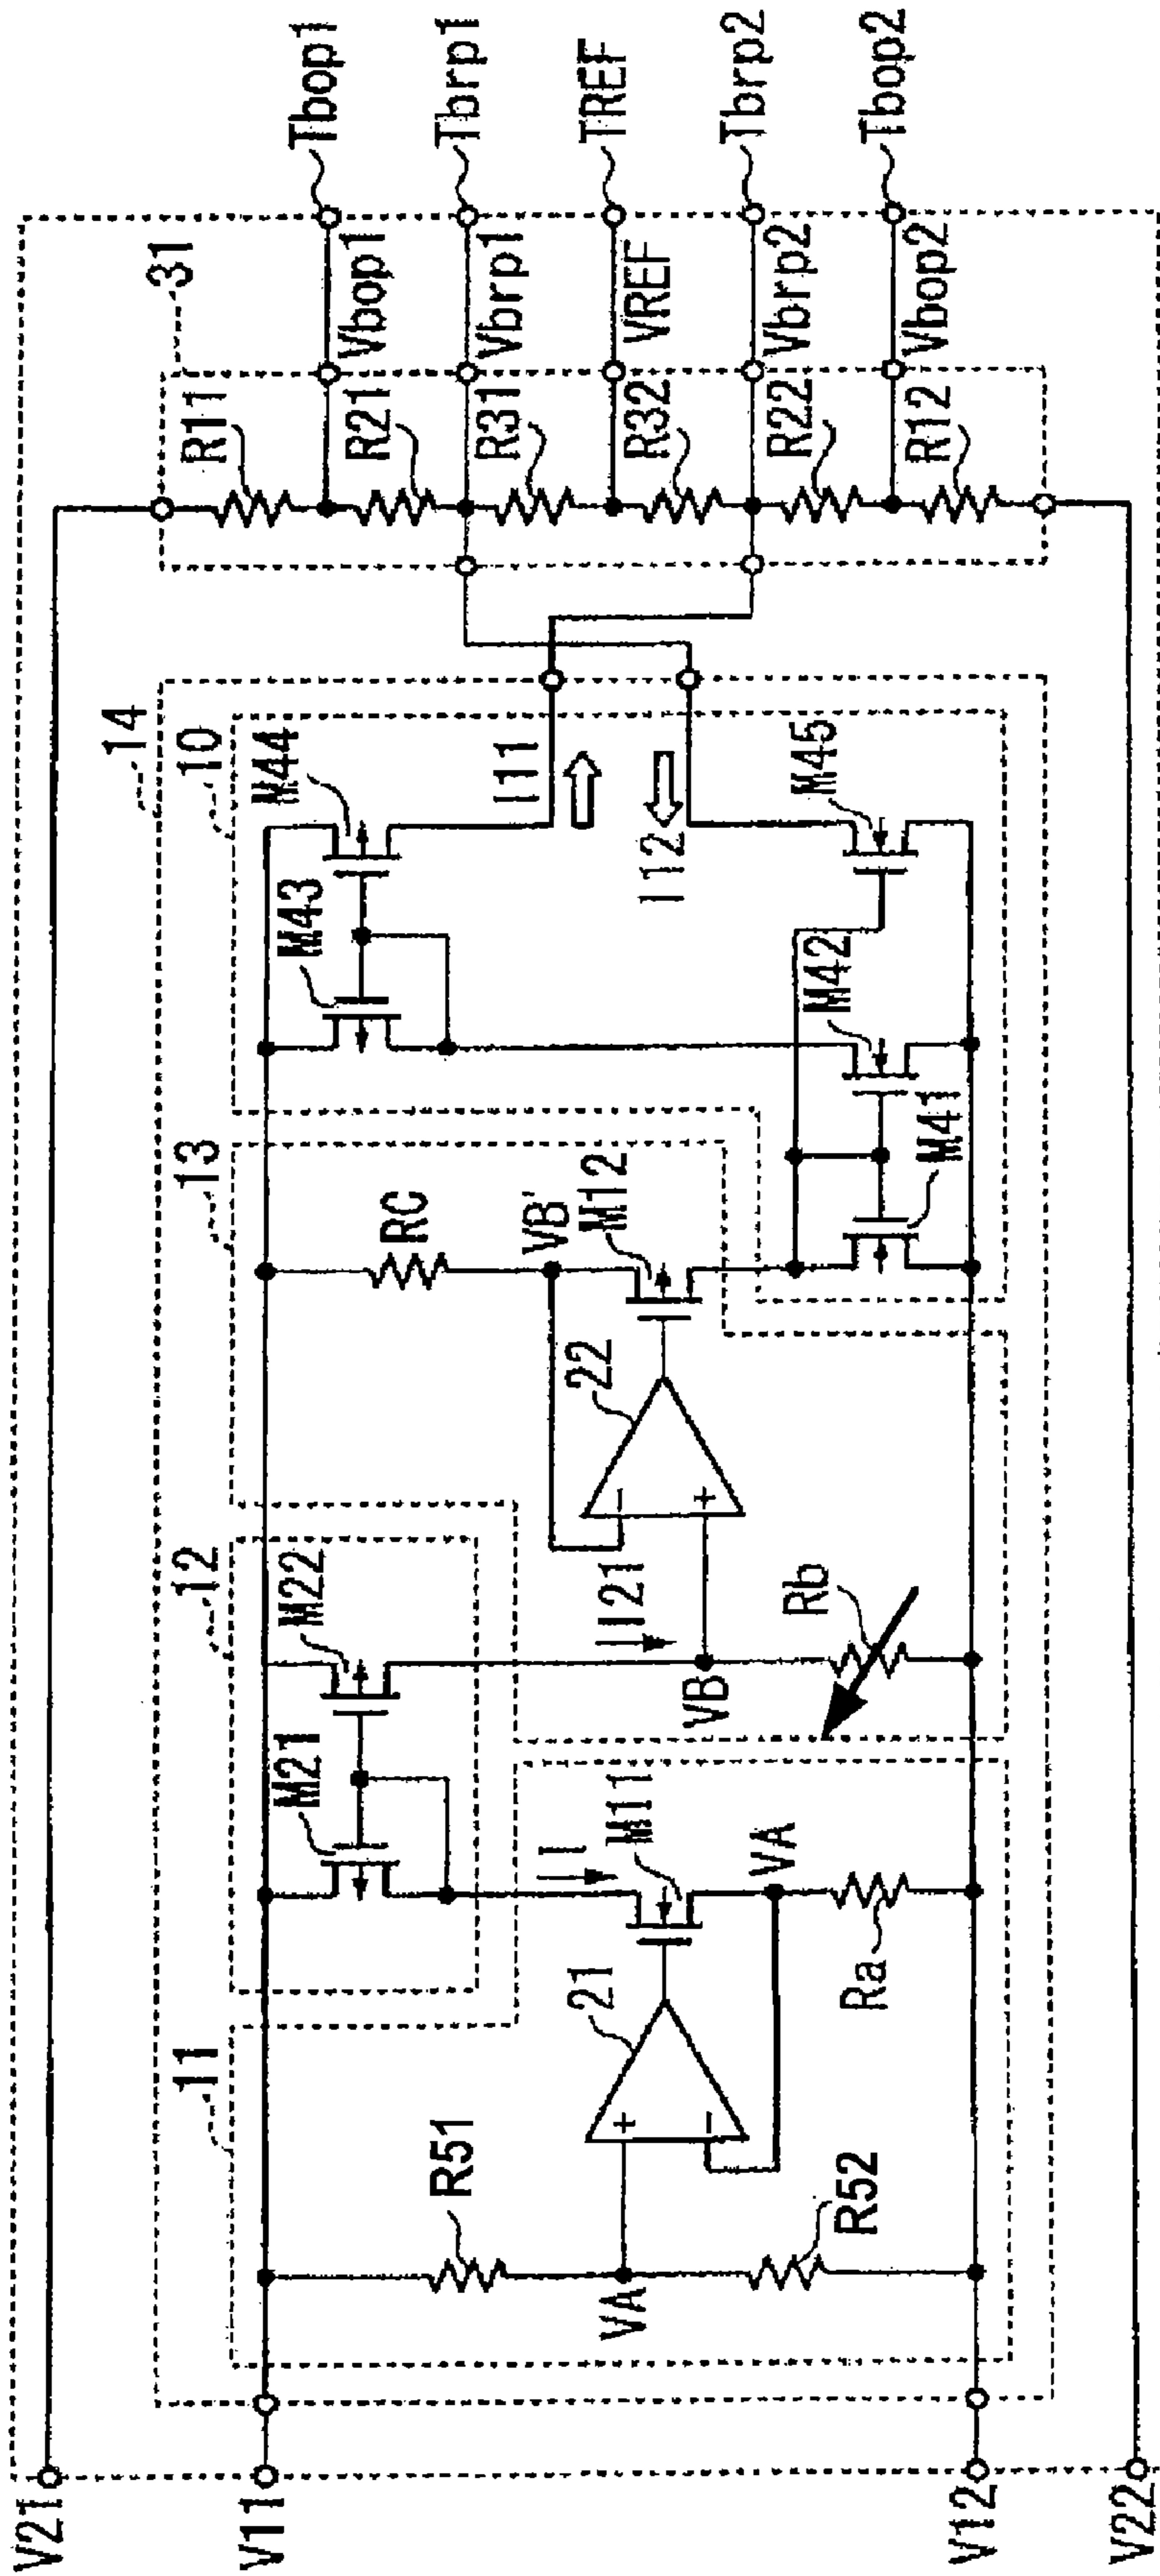 V21
V11
V12
V22
14
11
12
13
10
31
R51
VA
R52
21
+
−
I
M11
VA
Ra
M21
M22
I21
VB
Rb
22
−
+
RC
VB'
M12
M41
M42
M43
M44
M45
I11
I12
R11
R21
R31
R32
R22
R12
Vbop1
Vbrp1
VREF
Vbrp2
Vbop2
Tbop1
Tbrp1
TREF
Tbrp2
Tbop2